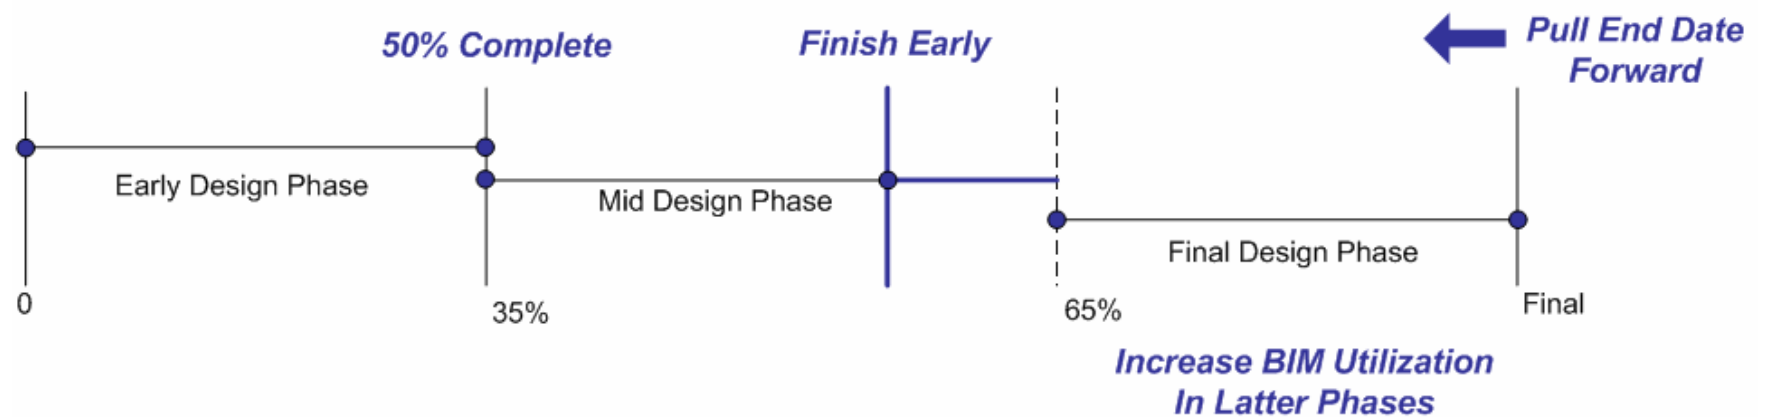 50% Complete
Finish Early
Pull End Date
Forward
Early Design Phase
Mid Design Phase
Final Design Phase
0
35%
65%
Final
Increase BIM Utilization
In Latter Phases